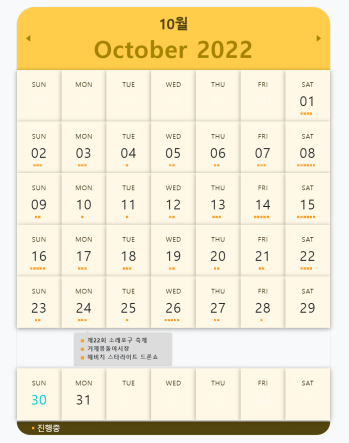 10월
October 2022
SUN MON TUE WED THU FRI SAT
01
SUN MON TUE WED THU FRI SAT
02 03 04 05 06 07 08
SUN MON TUE WED THU FRI SAT
09 10 11 12 13 14 15
SUN MON TUE WED THU FRI SAT
16 17 18 19 20 21 22
SUN MON TUE WED THU FRI SAT
23 24 25 26 27 28 29
제22회 소래포구 축제
거제몽돌야시장
해비치 스타라이트 드론쇼
SUN MON TUE WED THU FRI SAT
30 31
진행중